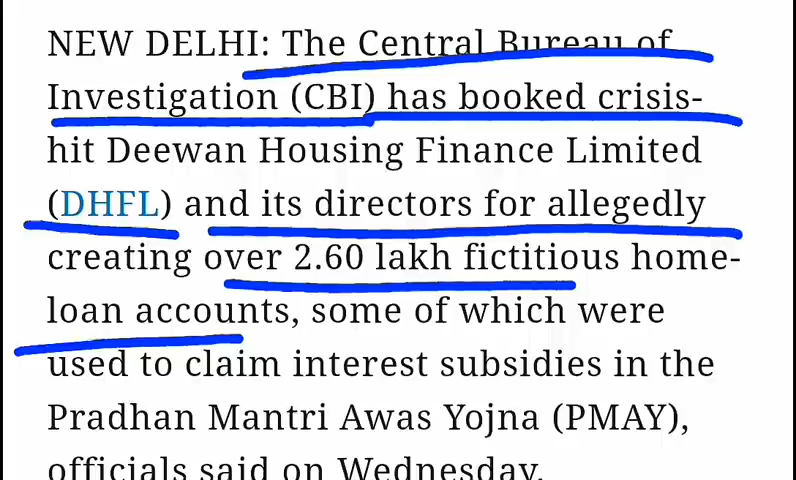 NEW DELHI: The Central Bureau of
Investigation (CBI) has booked crisis-
hit Deewan Housing Finance Limited
(DHFL) and its directors for allegedly
creating over 2.60 lakh fictitious home-
loan accounts, some of which were
used to claim interest subsidies in the
Pradhan Mantri Awas Yojna (PMAY),
officials said on Wednesday.